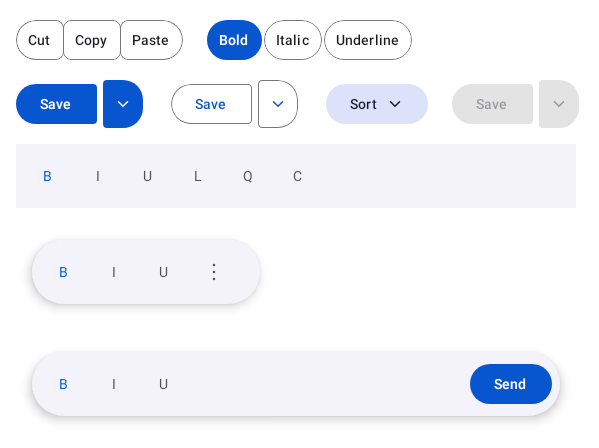 Cut Copy Paste Bold Italic Underline
Save Save Sort Save
B I U L Q C
B I U
B I U Send